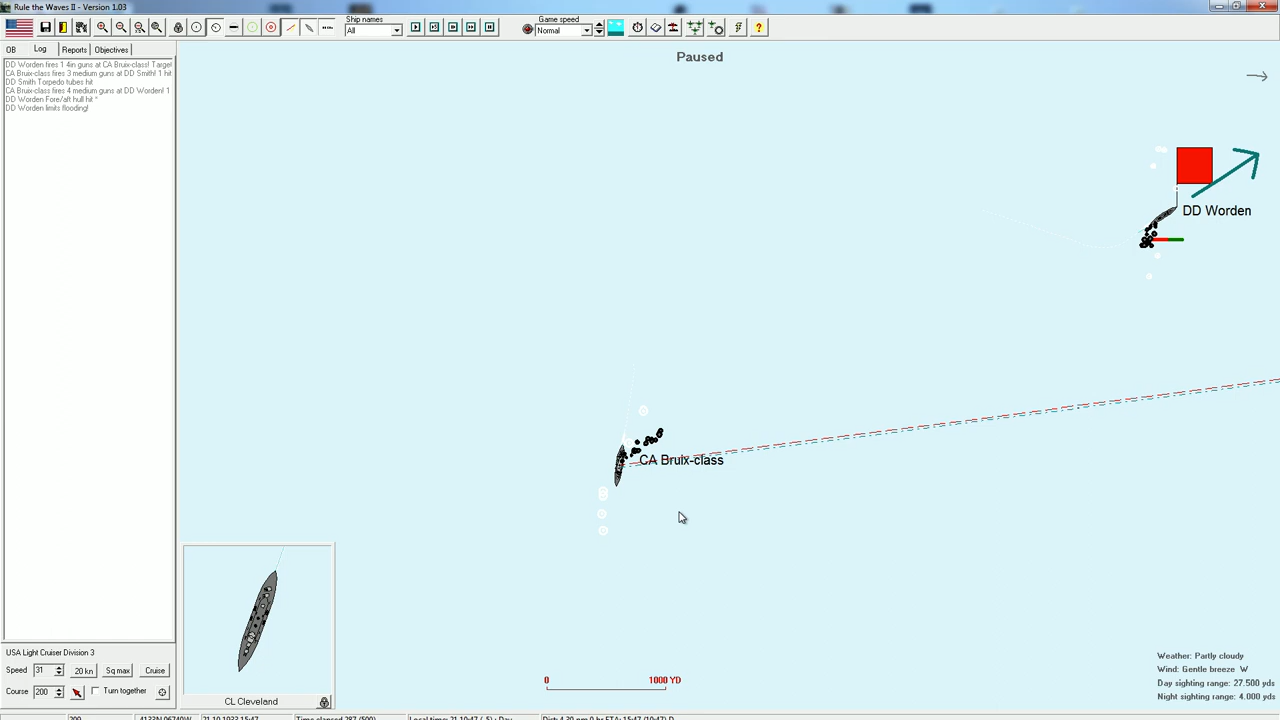 Rule the Waves II - Version 1.03
Ship names
All
Game speed
Normal
OB Log Reports Objectives
DD Worden fires 1 4in guns at CA Bruix-class! Target
CA Bruix-class fires 3 medium guns at DD Smith! 1 hit
DD Smith Torpedo tubes hit
CA Bruix-class fires 4 medium guns at DD Worden! 1
DD Worden Fore/aft hull hit *
DD Worden limits flooding!
Paused
DD Worden
CA Bruix-class
USA Light Cruiser Division 3
Speed 31 20 kn Sq max Cruise
Course 200 Turn together
CL Cleveland
0 1000 YD
Weather: Partly cloudy
Wind: Gentle breeze W
Day sighting range: 27.500 yds
Night sighting range: 4.000 yds